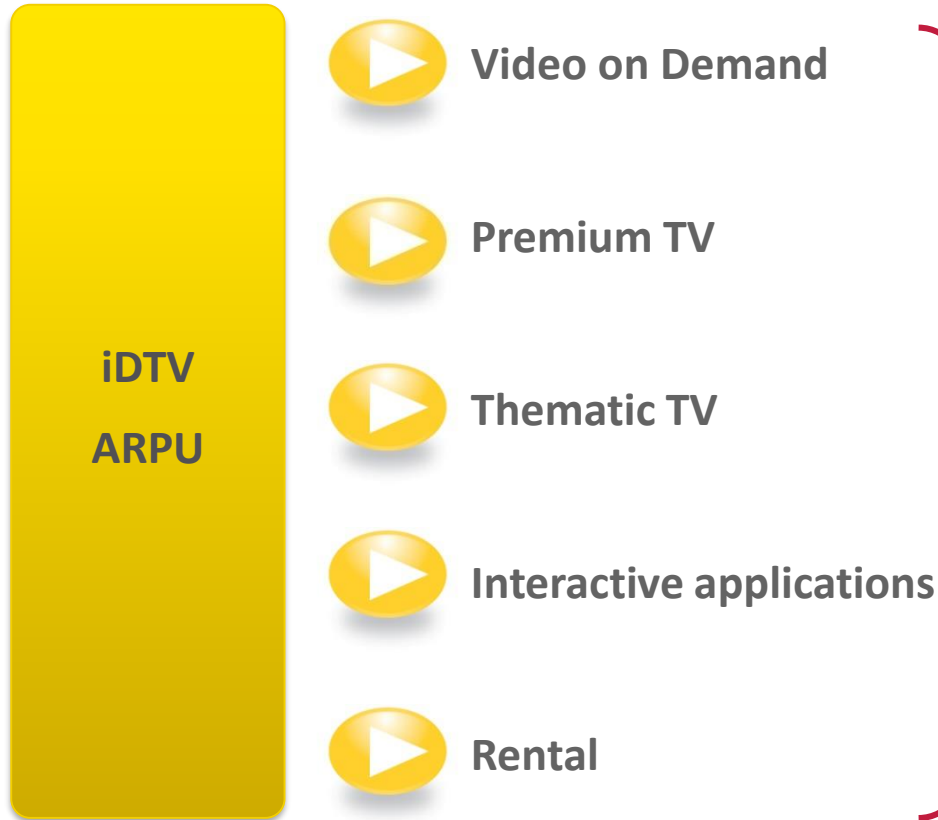 iDTV
ARPU
Video on Demand
Premium TV
Thematic TV
Interactive applications
Rental